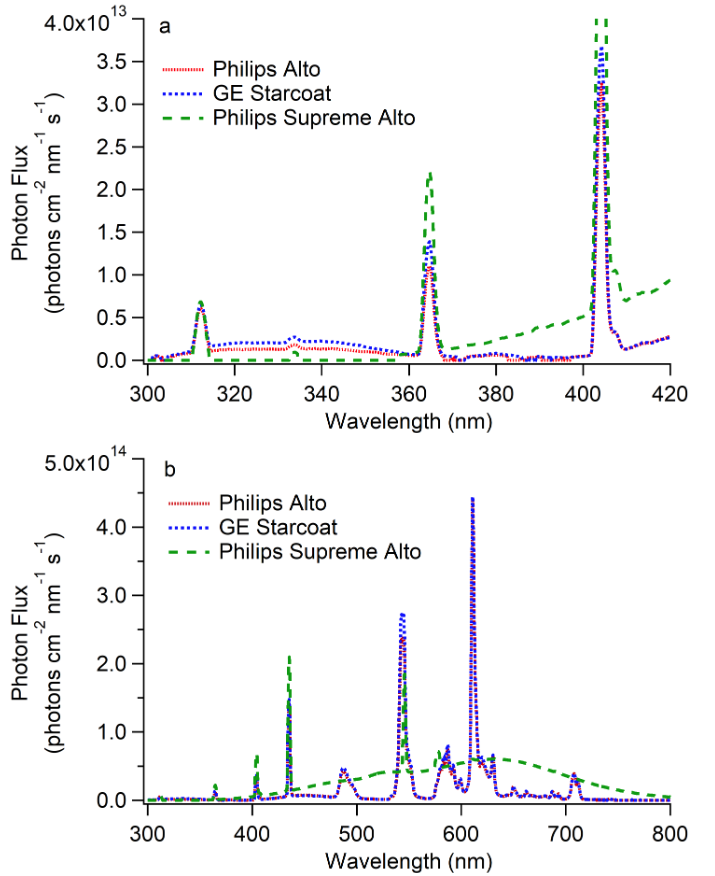 a
4.0x10^13
3.5
3.0
2.5
2.0
1.5
1.0
0.5
0.0
Photon Flux
(photons cm^-2 nm^-1 s^-1)
Philips Alto
GE Starcoat
Philips Supreme Alto
300 320 340 360 380 400 420
Wavelength (nm)
b
5.0x10^14
4.0
3.0
2.0
1.0
0.0
Photon Flux
(photons cm^-2 nm^-1 s^-1)
Philips Alto
GE Starcoat
Philips Supreme Alto
300 400 500 600 700 800
Wavelength (nm)